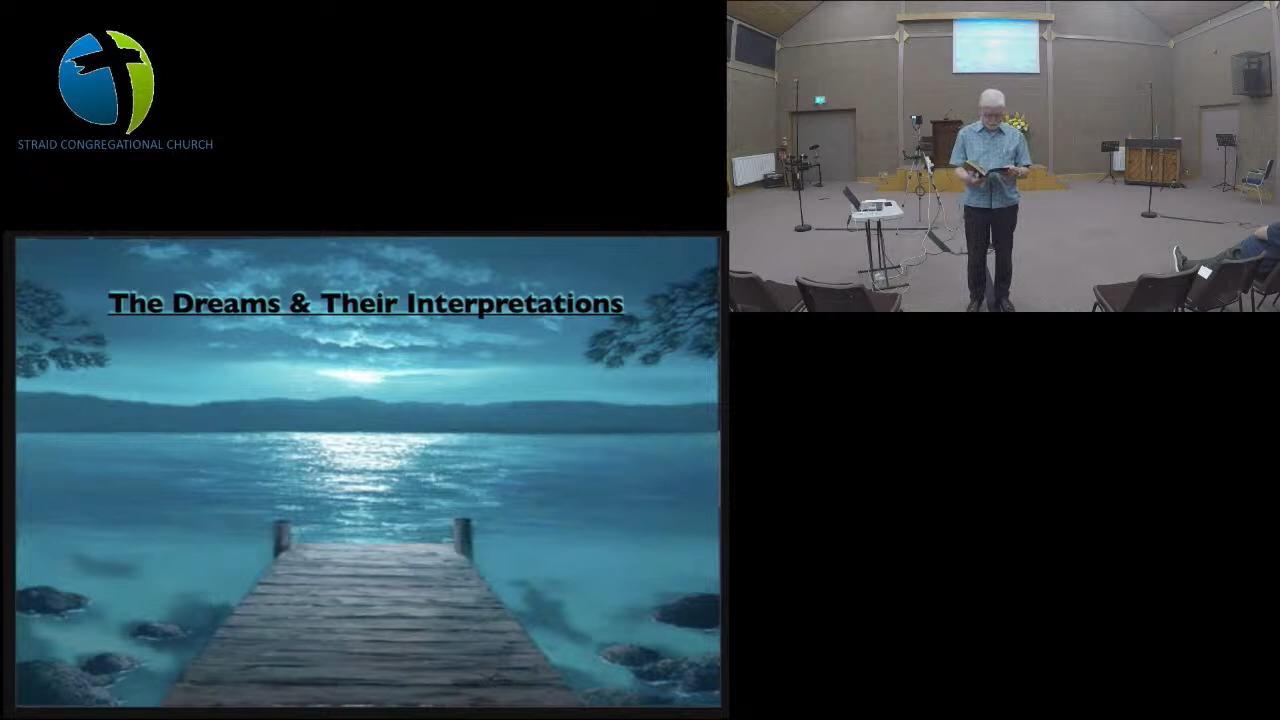 STRAID CONGREGATIONAL CHURCH
The Dreams & Their Interpretations